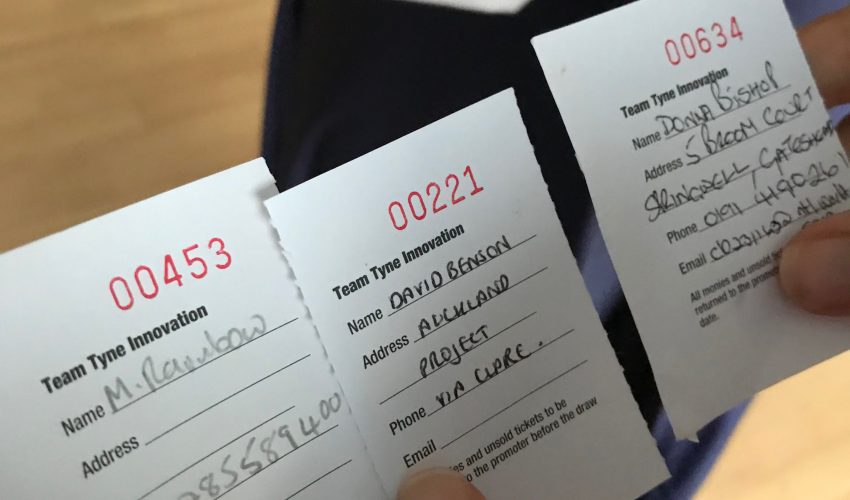 00453
Team Tyne Innovation
Name M. Rainbow
Address
00221
Team Tyne Innovation
Name DAVID BENSON
Address AUCKLAND
PROJECT
Phone VIA CLARE.
Email
and unsold tickets to be
to the promoter before the draw
00634
Team Tyne Innovation
Name DONNA BISHOP
Address 5 BROOM COURT
SPRINGWELL, GATESHEAD
Phone 0191 4190261
Email
All monies and unsold
returned to the promoter
date.